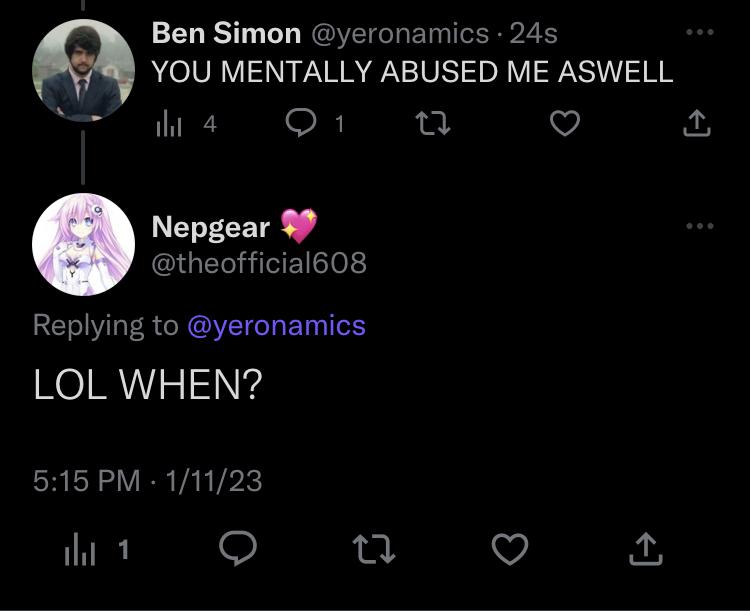 Ben Simon @yeronamics · 24s
YOU MENTALLY ABUSED ME ASWELL
4 1
Nepgear 💖
@theofficial608
Replying to @yeronamics
LOL WHEN?
5:15 PM · 1/11/23
1